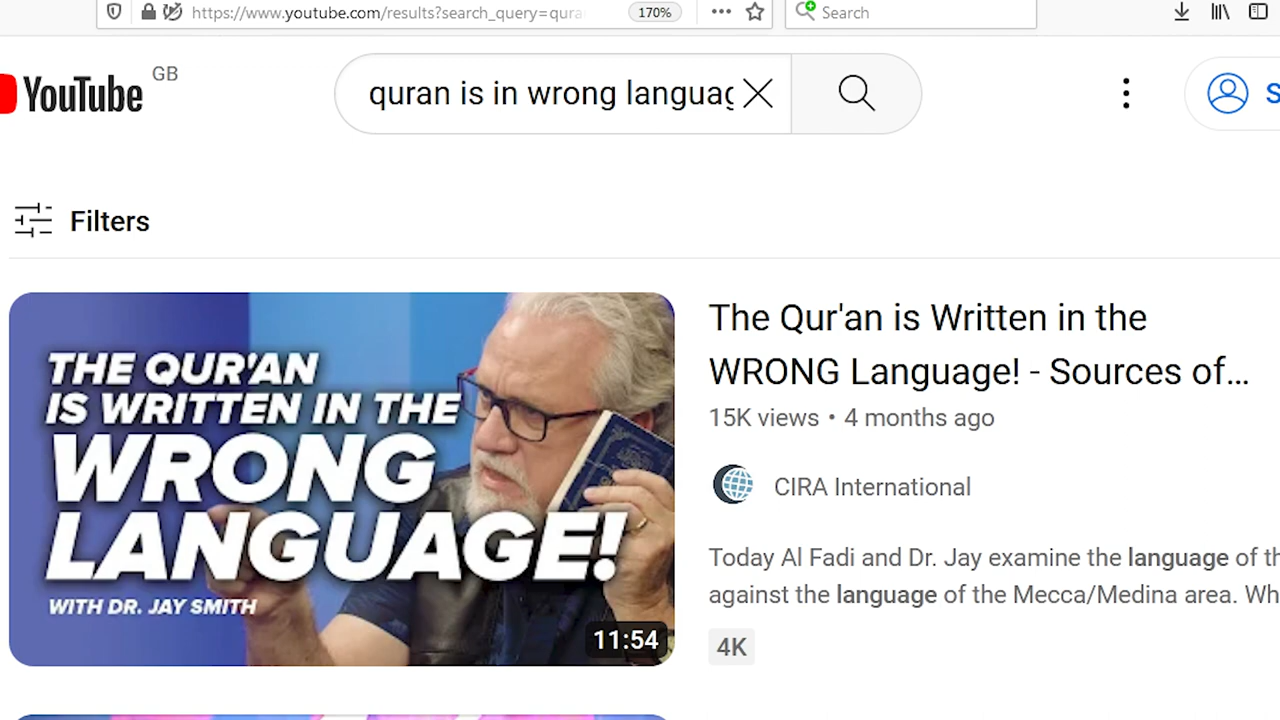 https://www.youtube.com/results?search_query=qura
170%
Search
YouTube GB
quran is in wrong languag
S
Filters
THE QUR'AN
IS WRITTEN IN THE
WRONG
LANGUAGE!
WITH DR. JAY SMITH
11:54
The Qur'an is Written in the
WRONG Language! - Sources of...
15K views • 4 months ago
CIRA International
Today Al Fadi and Dr. Jay examine the language of th
against the language of the Mecca/Medina area. Wh
4K